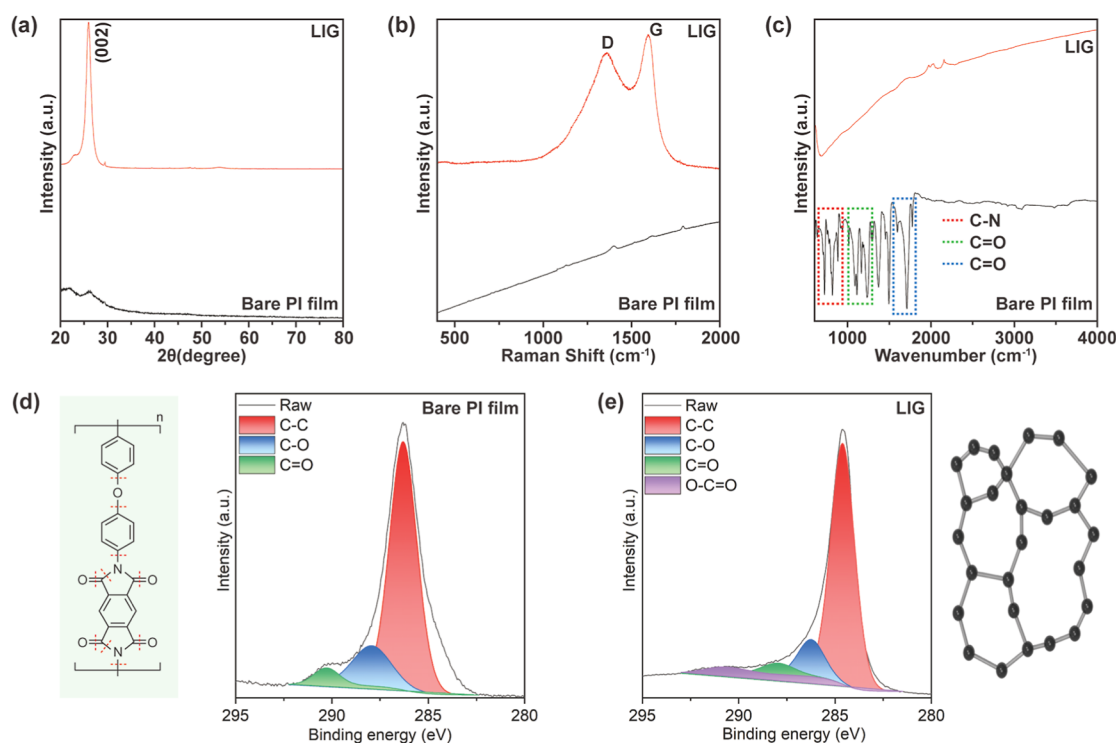 (a)
LIG
(002)
Intensity (a.u.)
Bare PI film
20 30 40 50 60 70 80
2θ(degree)
(b)
LIG
D
G
Intensity (a.u.)
Bare PI film
500 1000 1500 2000
Raman Shift (cm⁻¹)
(c)
LIG
Intensity (a.u.)
C-N
C=O
C=O
Bare PI film
1000 2000 3000 4000
Wavenumber (cm⁻¹)
(d)
n
O
N
O O
O O
N
Raw
C-C
C-O
C=O
Bare PI film
Intensity (a.u.)
295 290 285 280
Binding energy (eV)
(e)
Raw
C-C
C-O
C=O
O-C=O
LIG
Intensity (a.u.)
295 290 285 280
Binding energy (eV)